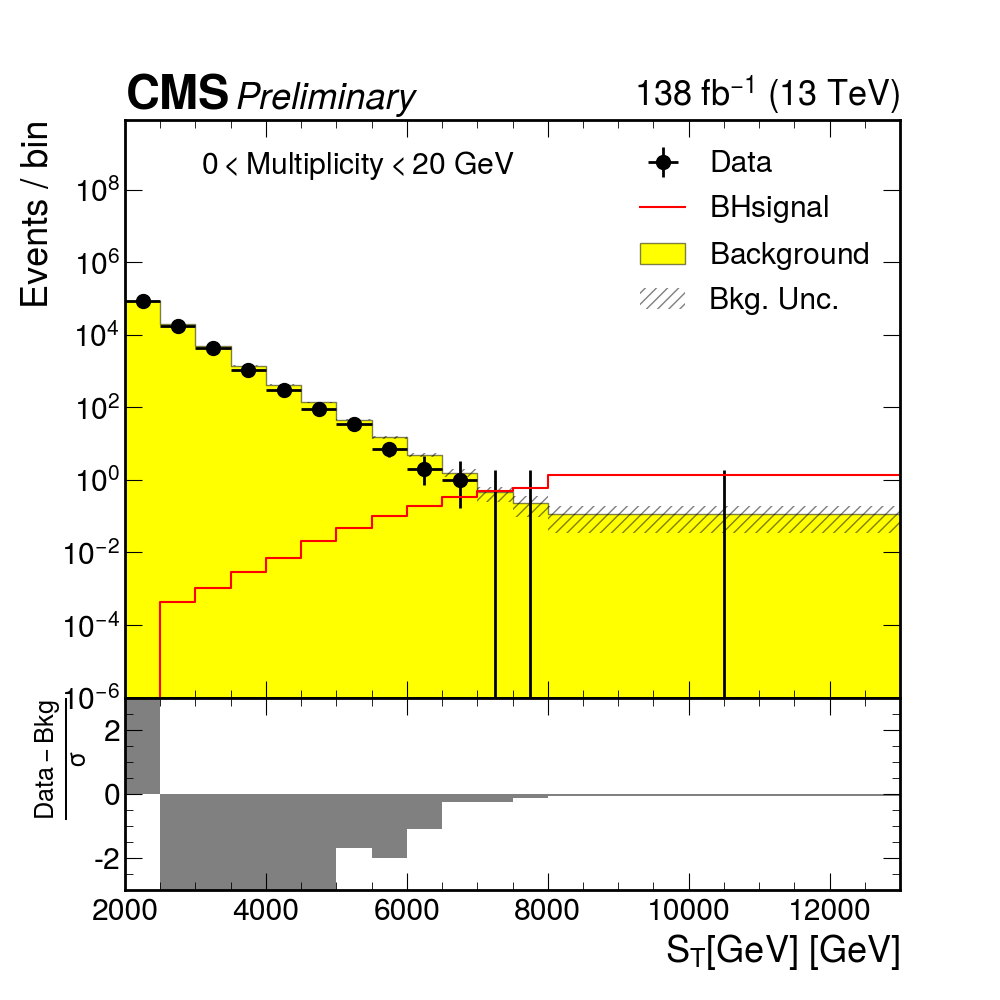 CMS Preliminary 138 fb⁻¹ (13 TeV)
Events / bin
0 < Multiplicity < 20 GeV
Data
BHsignal
Background
Bkg. Unc.
10⁸
10⁶
10⁴
10²
10⁰
10⁻²
10⁻⁴
10⁻⁶
Data – Bkg
σ
2
0
-2
2000 4000 6000 8000 10000 12000
S_T[GeV] [GeV]